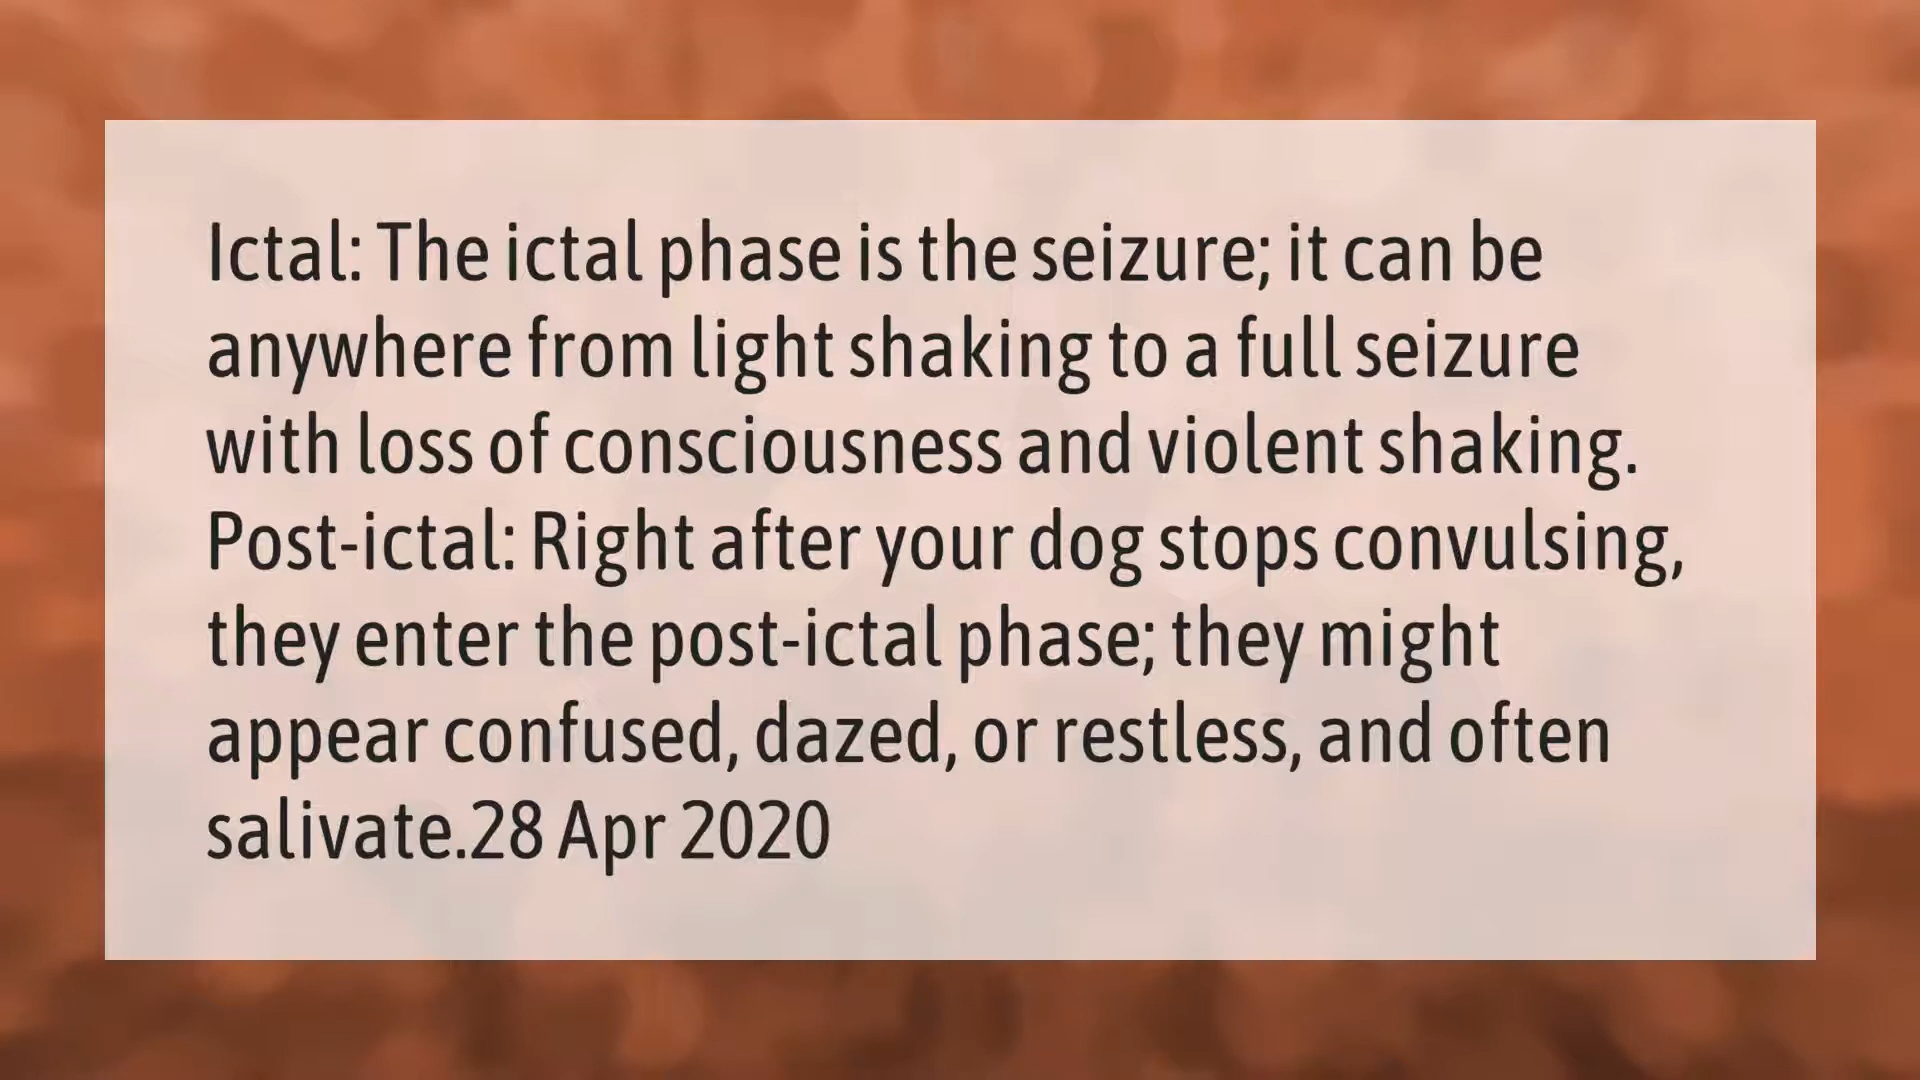 Ictal: The ictal phase is the seizure; it can be
anywhere from light shaking to a full seizure
with loss of consciousness and violent shaking.
Post-ictal: Right after your dog stops convulsing,
they enter the post-ictal phase; they might
appear confused, dazed, or restless, and often
salivate.28 Apr 2020